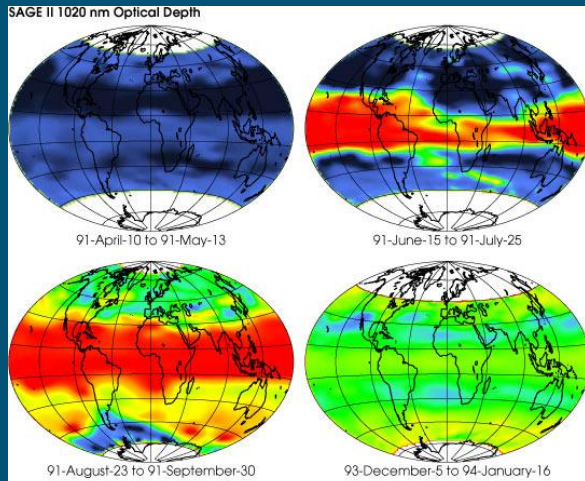 SAGE II 1020 nm Optical Depth
91-April-10 to 91-May-13
91-June-15 to 91-July-25
91-August-23 to 91-September-30
93-December-5 to 94-January-16